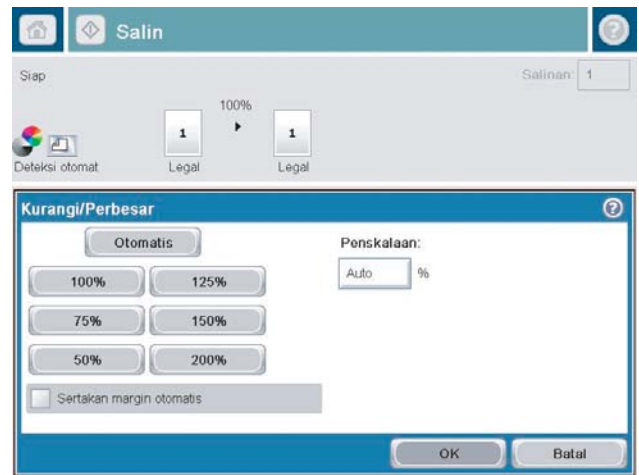 Salin
Siap
Salinan: 1
100%
1 1
Deteksi otomat Legal Legal
Kurangi/Perbesar
Otomatis
Penskalaan:
Auto %
100% 125%
75% 150%
50% 200%
Sertakan margin otomatis
OK Batal